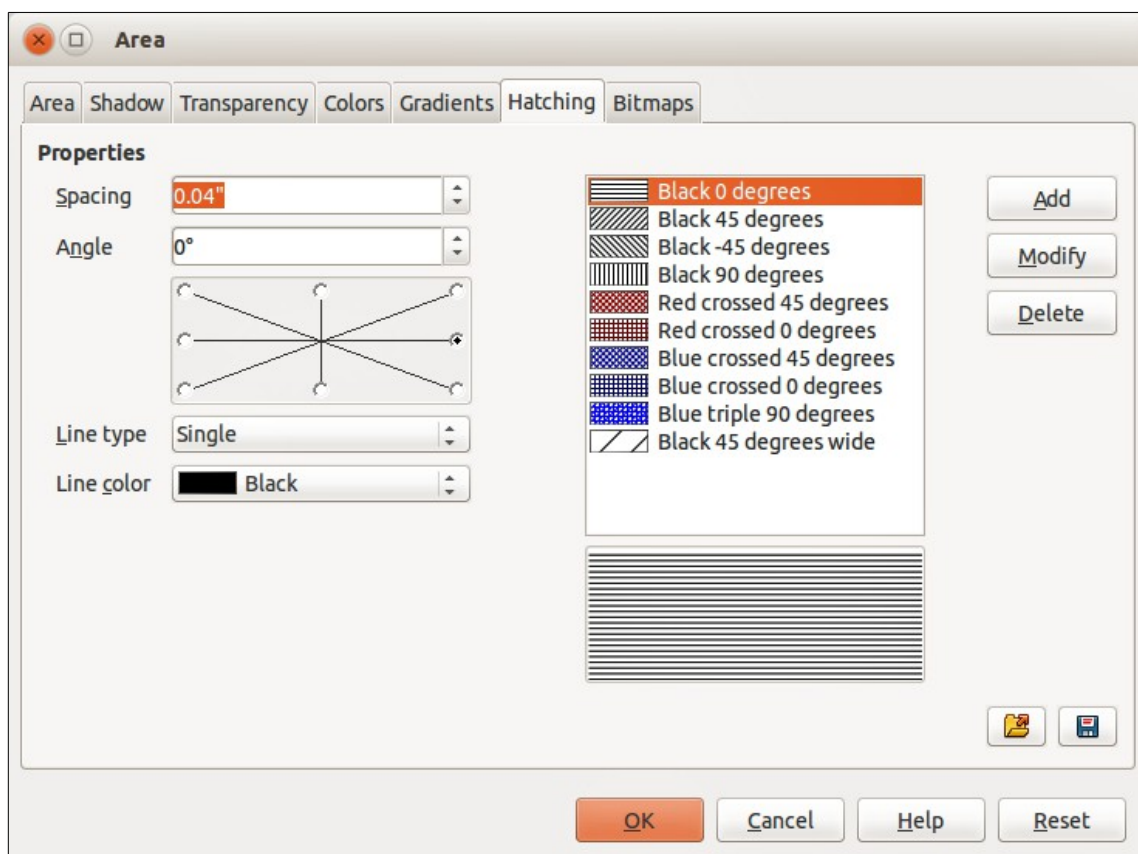 Area
Area Shadow Transparency Colors Gradients Hatching Bitmaps
Properties
Spacing 0.04"
Angle 0°
Line type Single
Line color Black
Black 0 degrees
Black 45 degrees
Black -45 degrees
Black 90 degrees
Red crossed 45 degrees
Red crossed 0 degrees
Blue crossed 45 degrees
Blue crossed 0 degrees
Blue triple 90 degrees
Black 45 degrees wide
Add
Modify
Delete
OK Cancel Help Reset